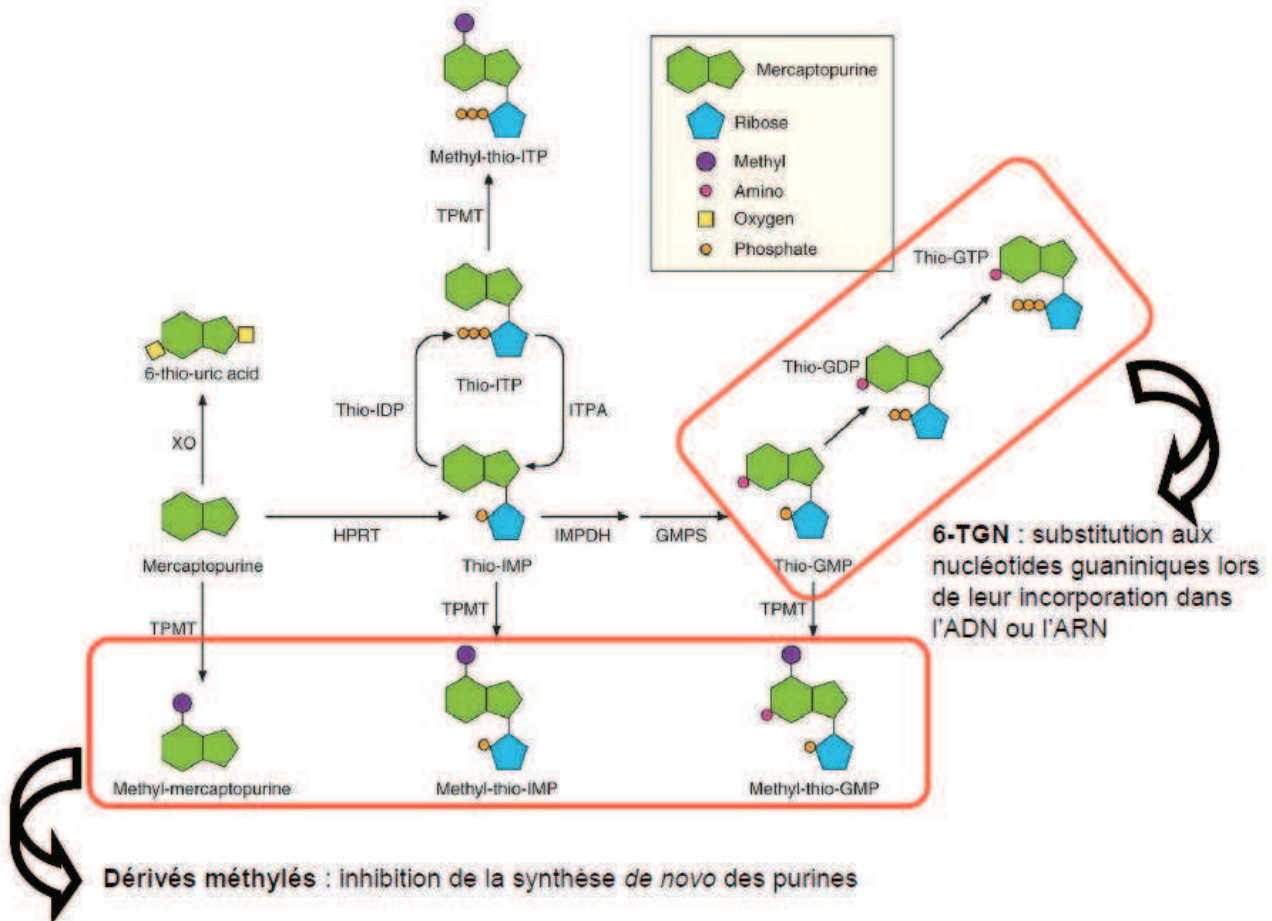 Methyl-thio-ITP
TPMT
Mercaptopurine
Ribose
Methyl
Amino
Oxygen
Phosphate
Thio-GTP
Thio-GDP
6-thio-uric acid
XO
Thio-ITP
Thio-IDP
ITPA
Mercaptopurine
HPRT
Thio-IMP
IMPDH
GMPS
Thio-GMP
6-TGN : substitution aux
nucléotides guaniniques lors
de leur incorporation dans
l'ADN ou l'ARN
TPMT
TPMT
TPMT
Methyl-mercaptopurine
Methyl-thio-IMP
Methyl-thio-GMP
Dérivés méthylés : inhibition de la synthèse de novo des purines